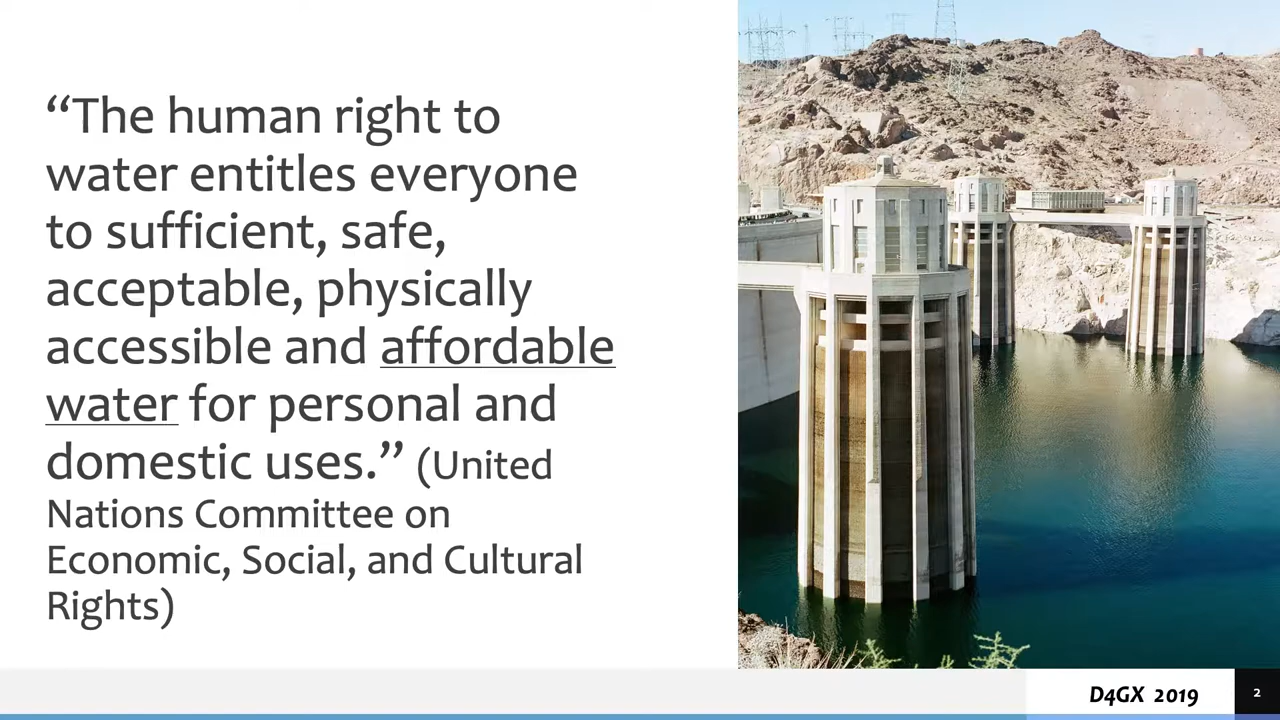 “The human right to
water entitles everyone
to sufficient, safe,
acceptable, physically
accessible and affordable
water for personal and
domestic uses.” (United
Nations Committee on
Economic, Social, and Cultural
Rights)
D4GX 2019
2